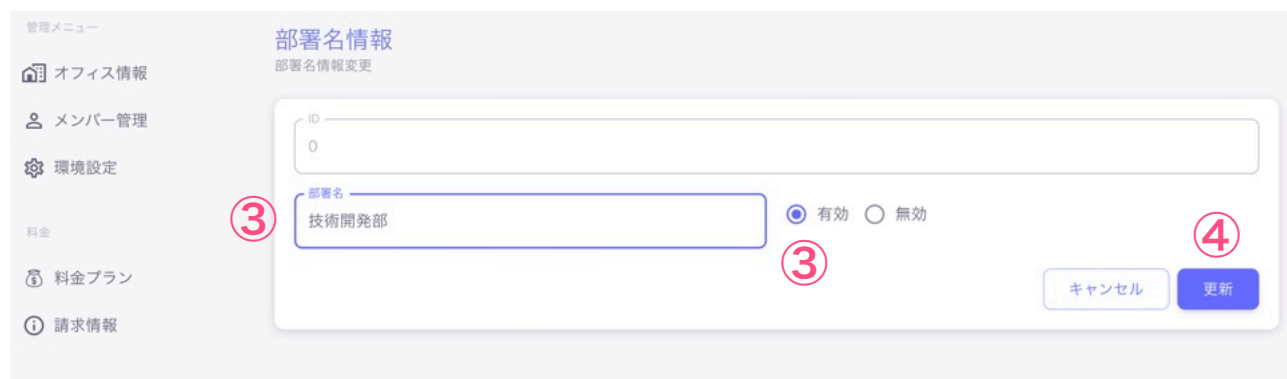 管理メニュー
オフィス情報
メンバー管理
環境設定
料金
料金プラン
請求情報
部署名情報
部署名情報変更
ID
0
部署名
③
技術開発部
有効
無効
③
④
キャンセル
更新